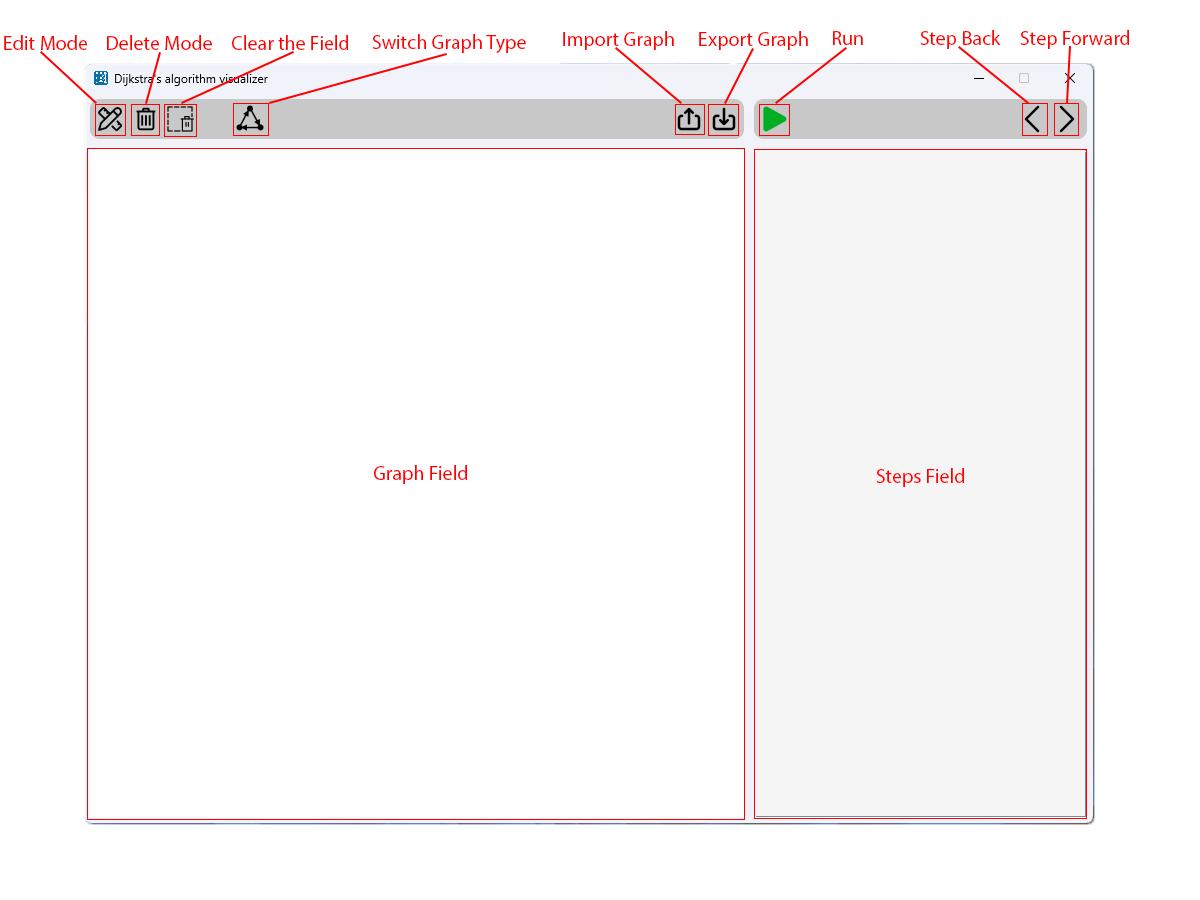 Edit Mode
Delete Mode
Clear the Field
Switch Graph Type
Import Graph
Export Graph
Run
Step Back
Step Forward
Dijkstra's algorithm visualizer
Graph Field
Steps Field